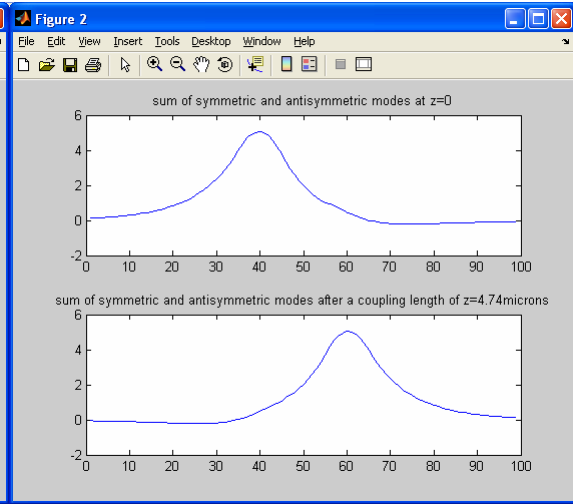 Figure 2
File Edit View Insert Tools Desktop Window Help
sum of symmetric and antisymmetric modes at z=0
6
4
2
0
-2
0 10 20 30 40 50 60 70 80 90 100
sum of symmetric and antisymmetric modes after a coupling length of z=4.74microns
6
4
2
0
-2
0 10 20 30 40 50 60 70 80 90 100